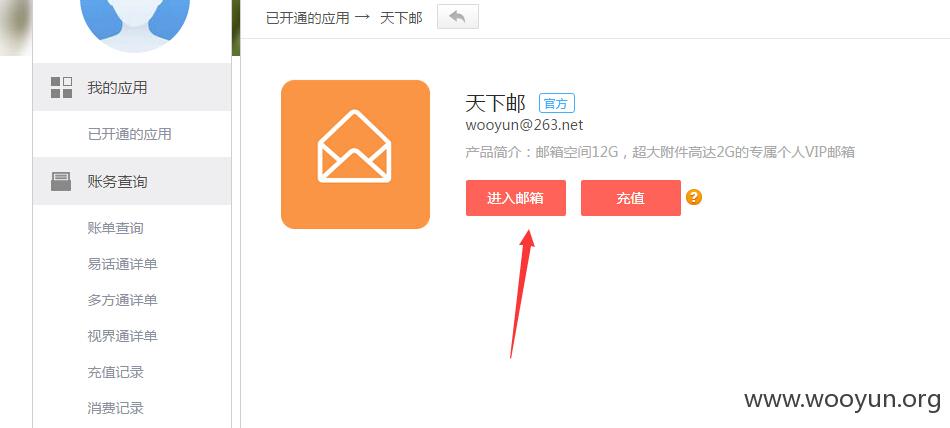 已开通的应用 → 天下邮
我的应用
已开通的应用
账务查询
账单查询
易话通详单
多方通详单
视界通详单
充值记录
消费记录
天下邮 官方
wooyun@263.net
产品简介：邮箱空间12G，超大附件高达2G的专属个人VIP邮箱
进入邮箱 充值 ?
www.wooyun.org